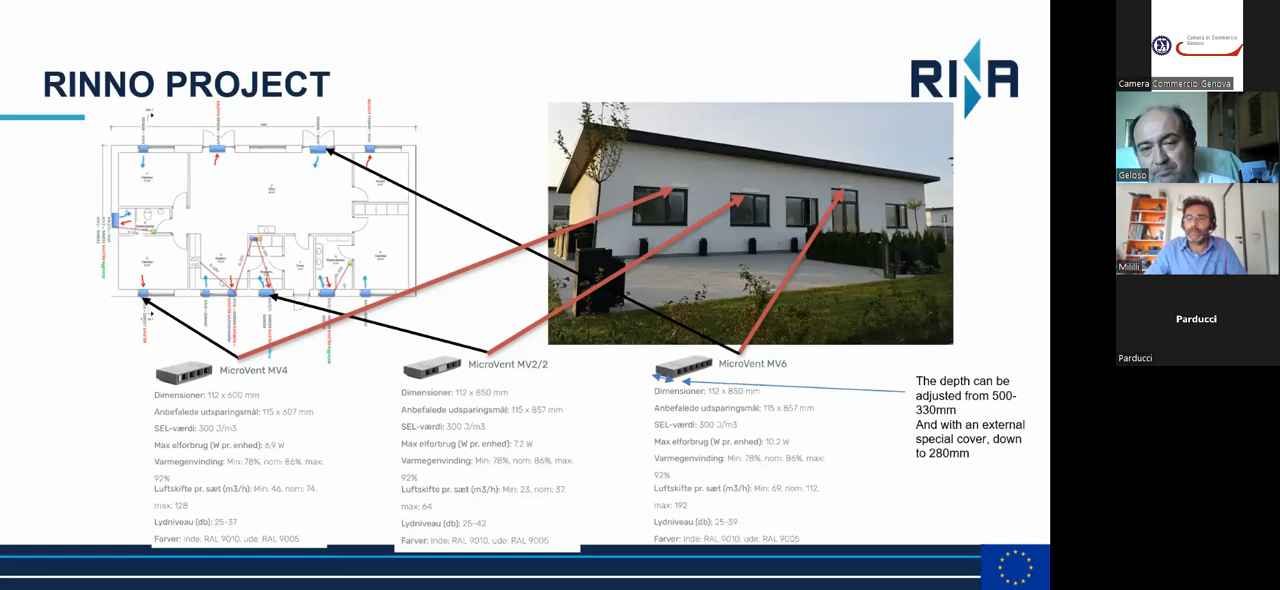 RINNO PROJECT
RINA
MicroVent MV4
Dimensioner: 112 x 600 mm
Anbefalede udsparingsmål: 115 x 607 mm
SEL-værdi: 300 J/m3
Max elforbrug (W pr. enhed): 6,9 W
Varmegenvinding: Min: 78%, nom: 86%, max:
92%
Luftskifte pr. sæt (m3/h): Min: 46, nom: 74,
max: 128
Lydniveau (db): 25-37
Farver: Inde: RAL 9010, ude: RAL 9005
MicroVent MV2/2
Dimensioner: 112 x 850 mm
Anbefalede udsparingsmål: 115 x 857 mm
SEL-værdi: 300 J/m3
Max elforbrug (W pr. enhed): 7,2 W
Varmegenvinding: Min: 78%, nom: 86%, max:
92%
Luftskifte pr. sæt (m3/h): Min: 23, nom: 37,
max: 64
Lydniveau (db): 25-42
Farver: Inde: RAL 9010, ude: RAL 9005
MicroVent MV6
Dimensioner: 112 x 850 mm
Anbefalede udsparingsmål: 115 x 857 mm
SEL-værdi: 300 J/m3
Max elforbrug (W pr. enhed): 10,2 W
Varmegenvinding: Min: 78%, nom: 86%, max:
92%
Luftskifte pr. sæt (m3/h): Min: 69, nom: 112,
max: 192
Lydniveau (db): 25-39
Farver: Inde: RAL 9010, ude: RAL 9005
The depth can be
adjusted from 500-
330mm
And with an external
special cover, down
to 280mm
Camera di Commercio
Genova
Camera Commercio Genova
Geloso
Mililli
Parducci
Parducci